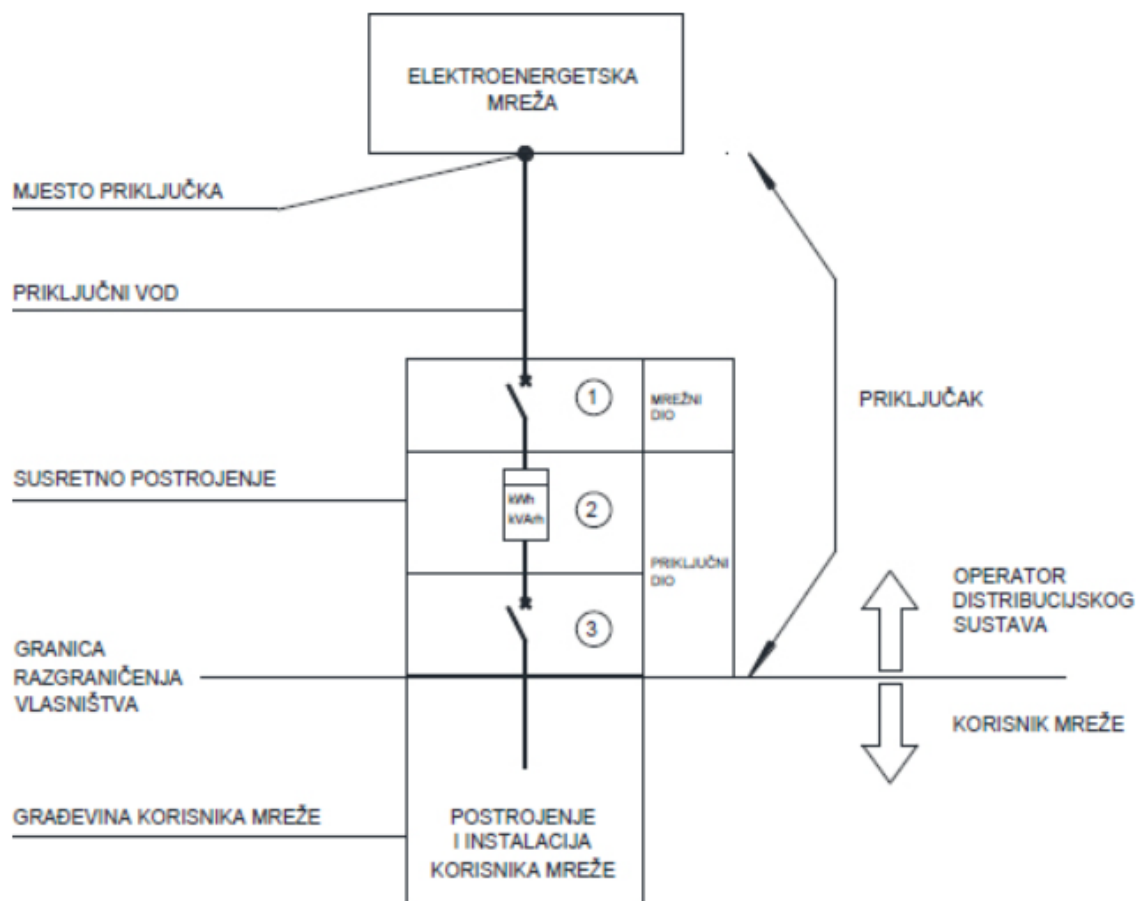 ELEKTROENERGETSKA
MREŽA
MJESTO PRIKLJUČKA
PRIKLJUČNI VOD
1
MREŽNI
DIO
PRIKLJUČAK
SUSRETNO POSTROJENJE
kWh
kVArh
2
PRIKLJUČNI
DIO
3
OPERATOR
DISTRIBUCIJSKOG
SUSTAVA
GRANICA
RAZGRANIČENJA
VLASNIŠTVA
KORISNIK MREŽE
GRAĐEVINA KORISNIKA MREŽE
POSTROJENJE
I INSTALACIJA
KORISNIKA MREŽE